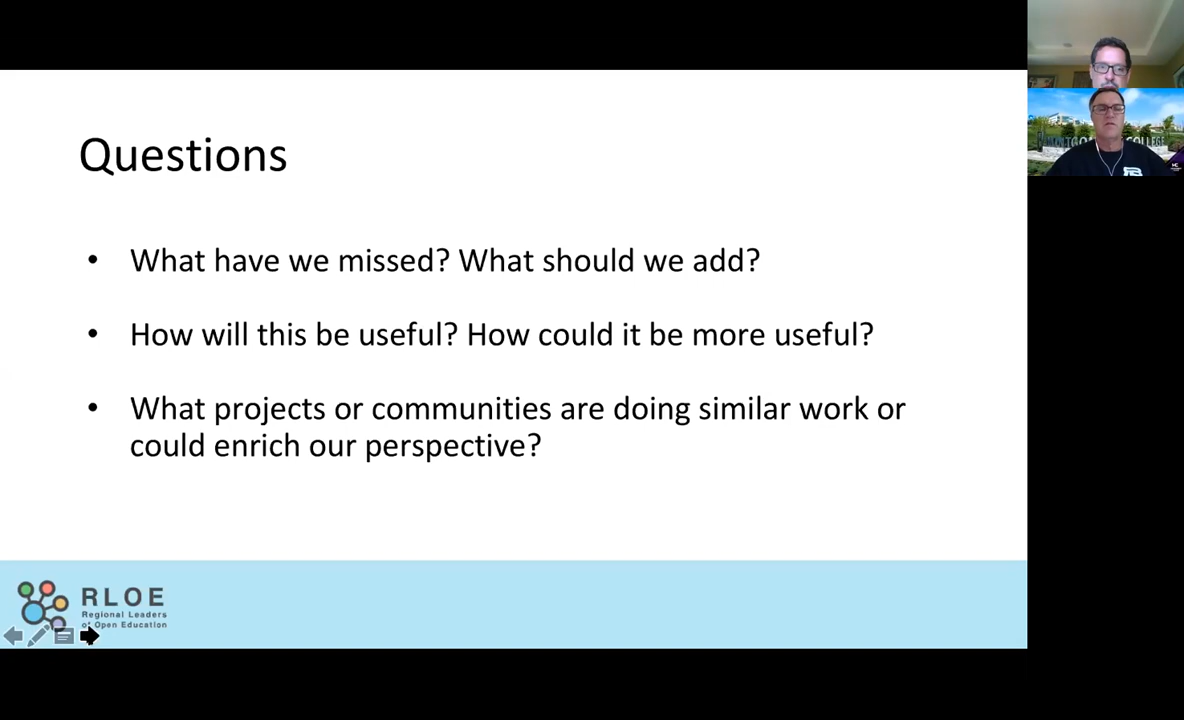 Questions
• What have we missed? What should we add?
• How will this be useful? How could it be more useful?
• What projects or communities are doing similar work or
could enrich our perspective?
RLOE
Regional Leaders
of Open Education
COLLEGE